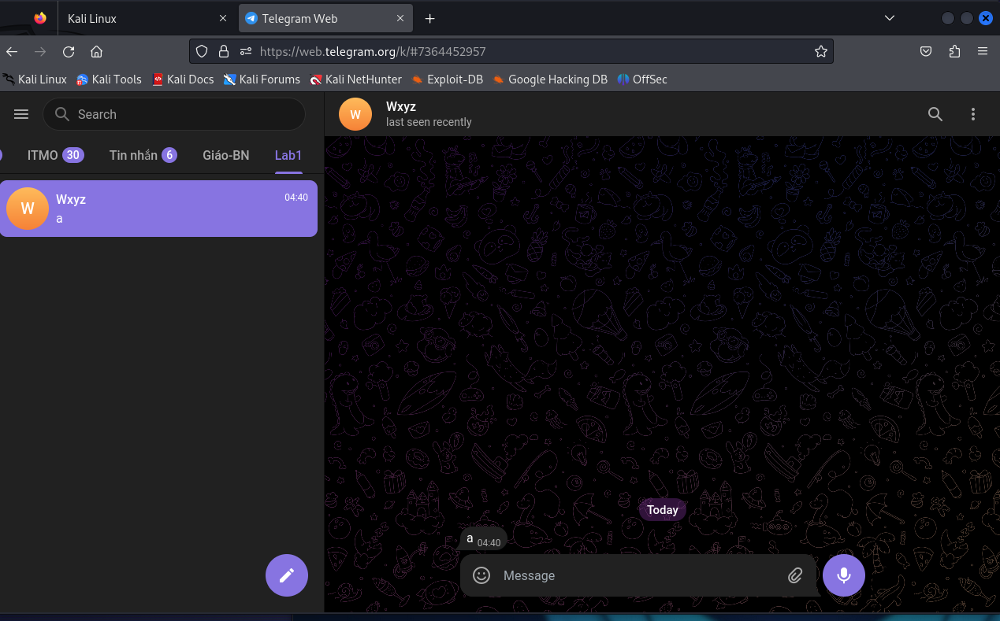 Kali Linux
Telegram Web
https://web.telegram.org/k/#7364452957
Kali Linux Kali Tools Kali Docs Kali Forums Kali NetHunter Exploit-DB Google Hacking DB OffSec
Search
ITMO 30 Tin nhắn 6 Giáo-BN Lab1
W
Wxyz
04:40
a
W
Wxyz
last seen recently
Today
a 04:40
Message